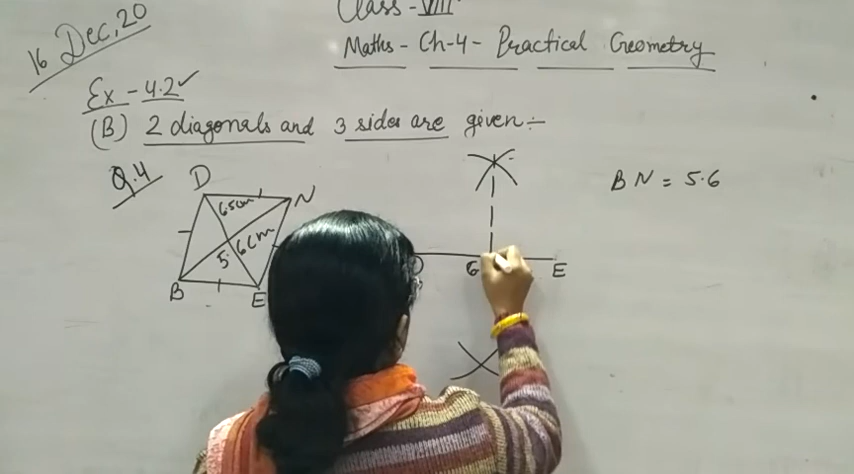 Class - VIII
16 Dec, 20
Maths - Ch-4 - Practical Geometry
Ex - 4.2 ✓
(B) 2 diagonals and 3 sides are given :-
Q.4
D
N
6.5cm
5.6cm
B
E
BN = 5.6
E